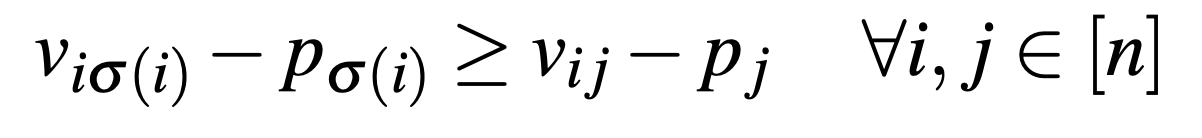 v_{iσ(i)} − p_{σ(i)} ≥ v_{ij} − p_j ∀i, j ∈ [n]